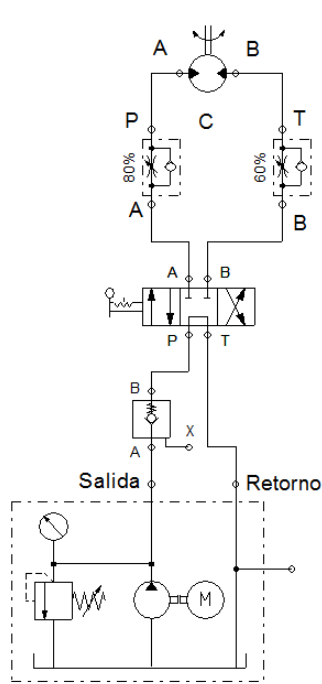 A B
P C T
80% 60%
A B
A B
P T
B
X
A
Salida Retorno
M